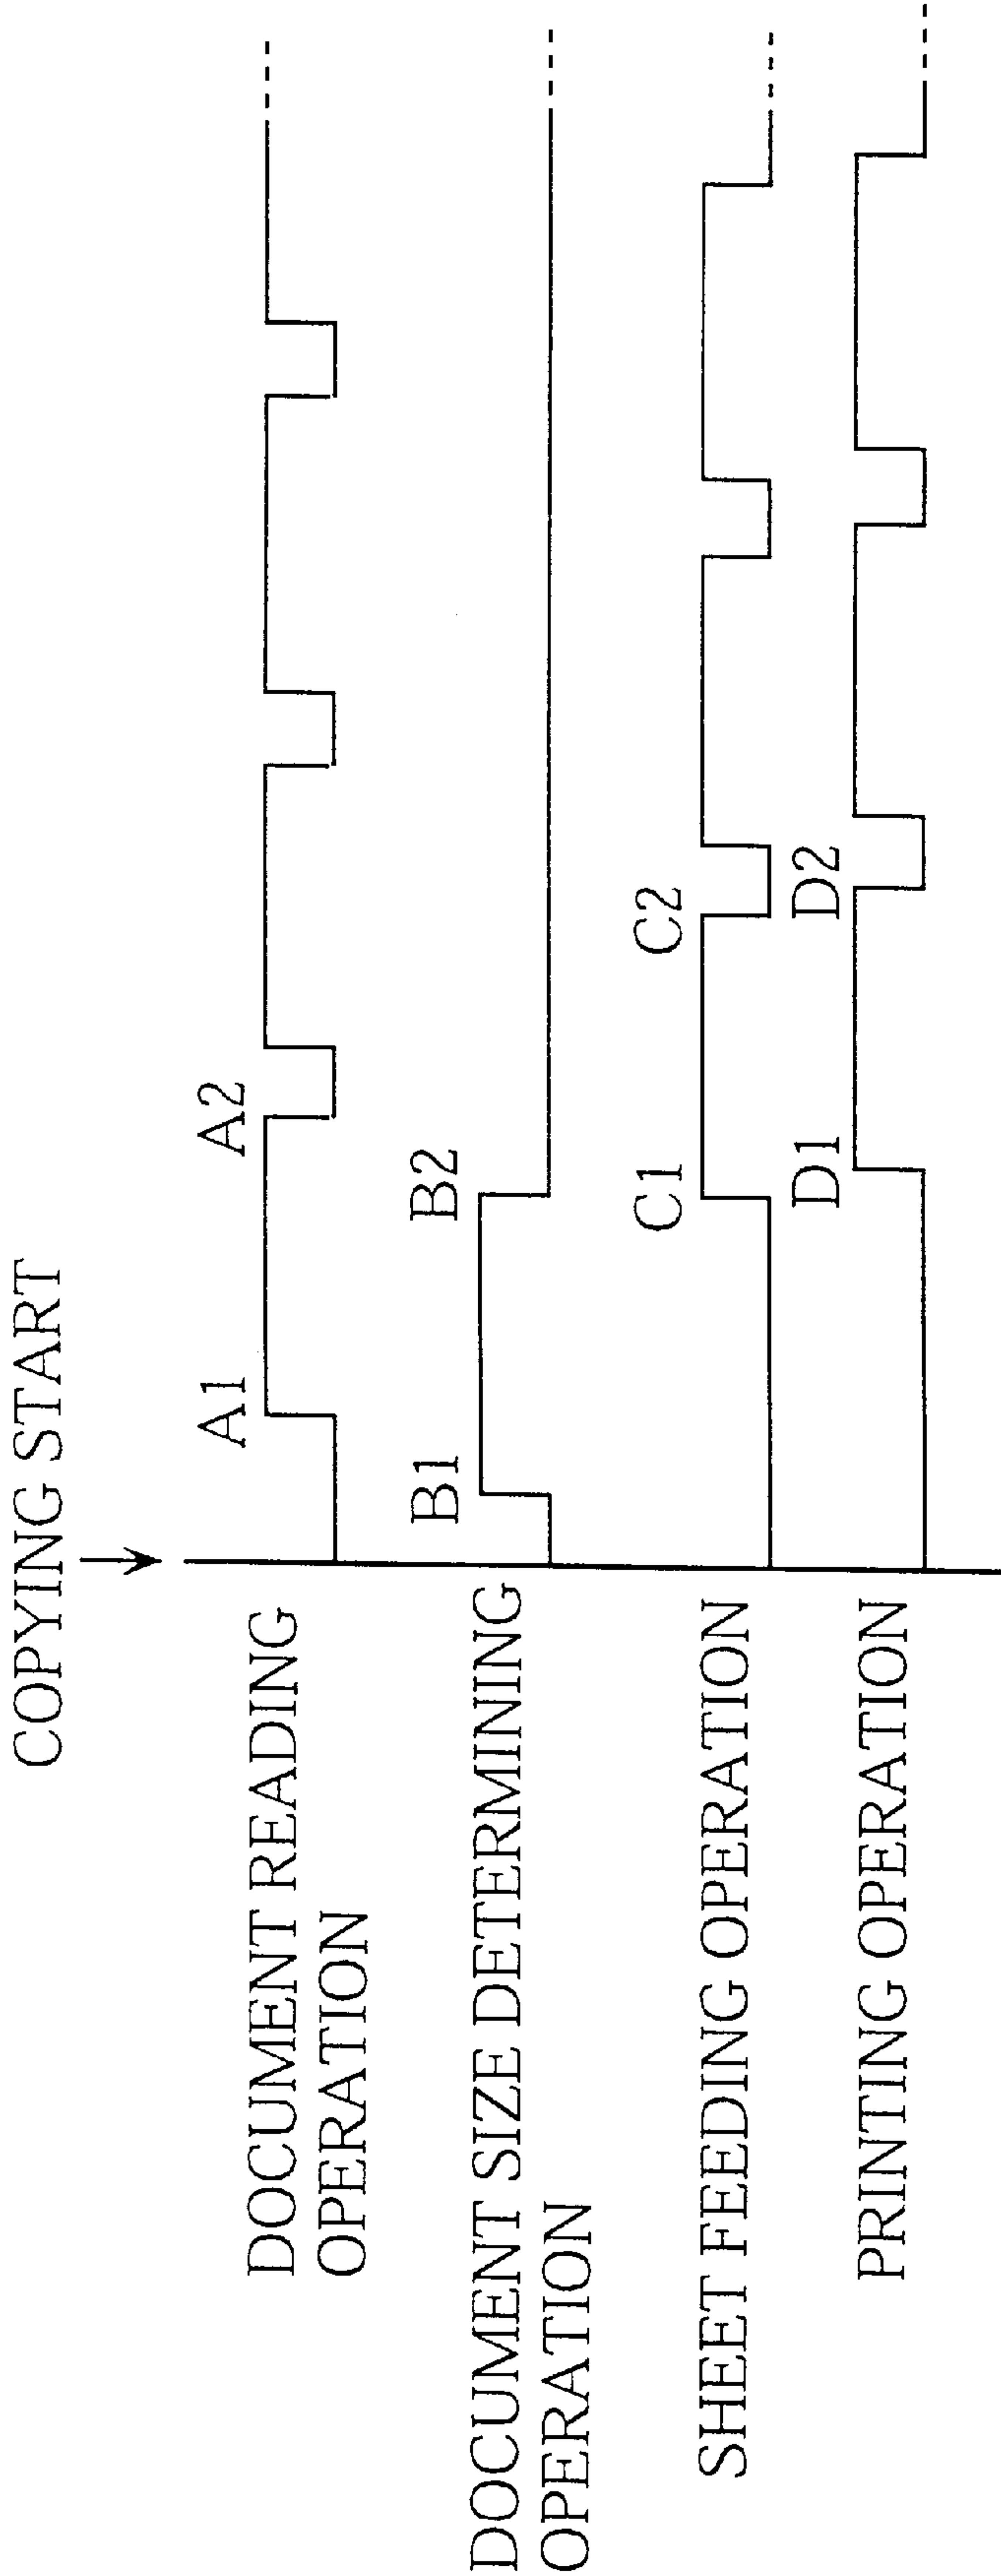 COPYING START
A1
A2
DOCUMENT READING
OPERATION
B1
B2
DOCUMENT SIZE DETERMINING
OPERATION
C1
C2
SHEET FEEDING OPERATION
D1
D2
PRINTING OPERATION